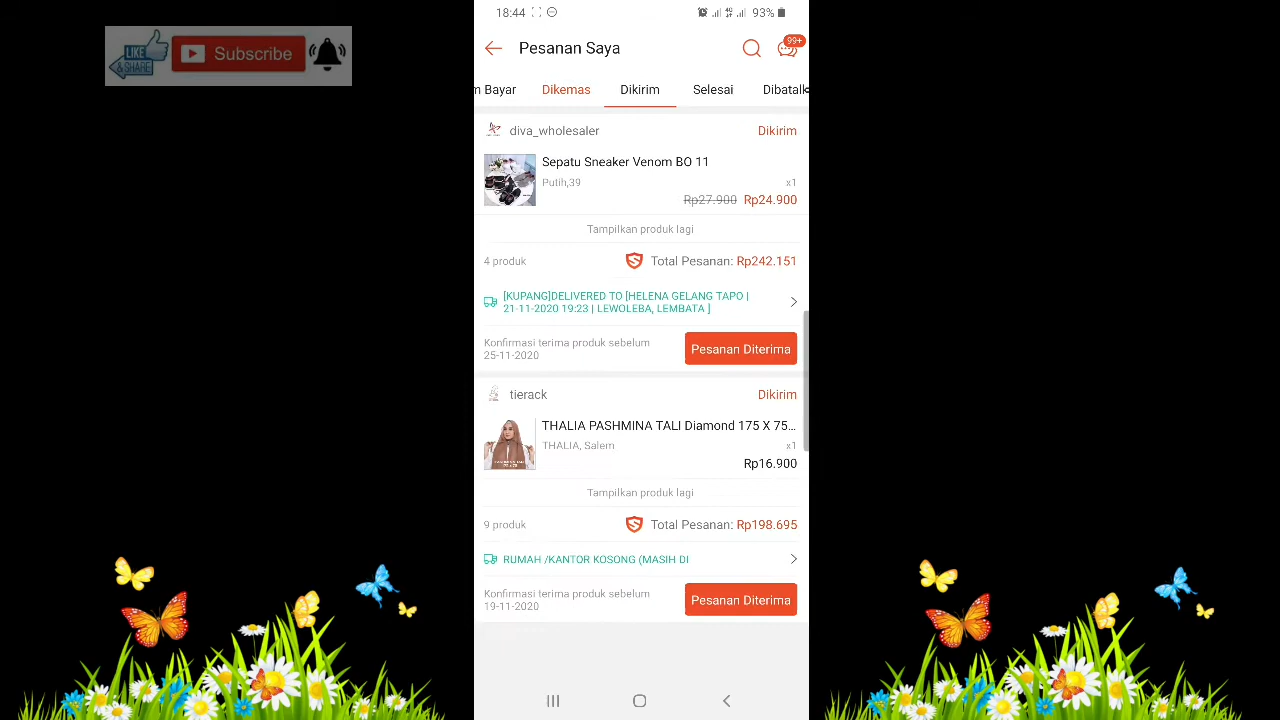 LIKE
& SHARE
Subscribe
18:44
93%
Pesanan Saya
99+
m Bayar
Dikemas
Dikirim
Selesai
Dibatalk
diva_wholesaler
Dikirim
Sepatu Sneaker Venom BO 11
Putih,39
x1
Rp27.900 Rp24.900
Tampilkan produk lagi
4 produk
Total Pesanan: Rp242.151
[KUPANG]DELIVERED TO [HELENA GELANG TAPO |
21-11-2020 19:23 | LEWOLEBA, LEMBATA ]
Konfirmasi terima produk sebelum
25-11-2020
Pesanan Diterima
tierack
Dikirim
THALIA PASHMINA TALI Diamond 175 X 75...
THALIA, Salem
x1
Rp16.900
Tampilkan produk lagi
9 produk
Total Pesanan: Rp198.695
RUMAH /KANTOR KOSONG (MASIH DI
Konfirmasi terima produk sebelum
19-11-2020
Pesanan Diterima